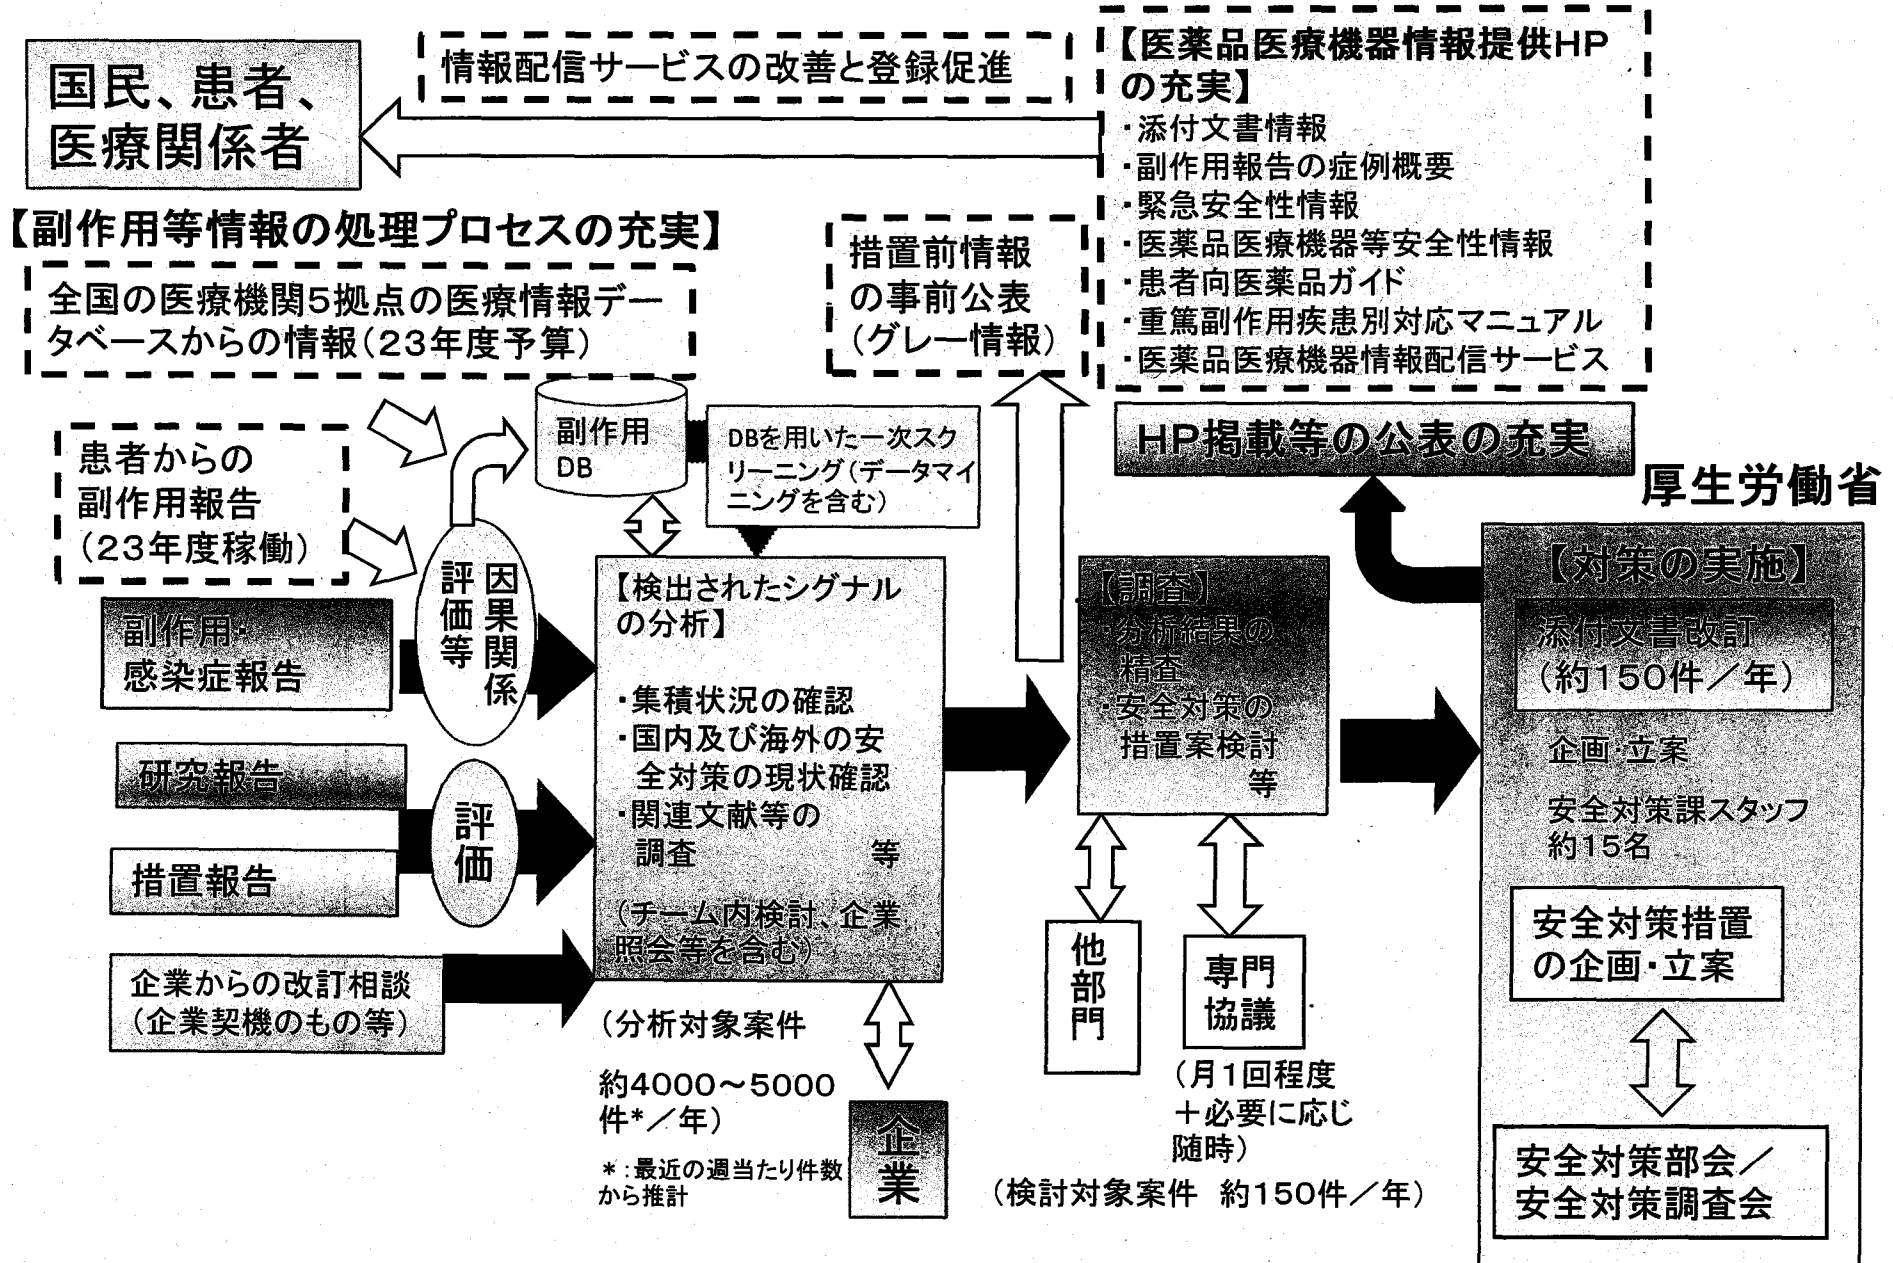 国民、患者、
医療関係者
情報配信サービスの改善と登録促進
【医薬品医療機器情報提供HP
の充実】
・添付文書情報
・副作用報告の症例概要
・緊急安全性情報
・医薬品医療機器等安全性情報
・患者向医薬品ガイド
・重篤副作用疾患別対応マニュアル
・医薬品医療機器情報配信サービス
【副作用等情報の処理プロセスの充実】
全国の医療機関5拠点の医療情報デー
タベースからの情報(23年度予算)
措置前情報
の事前公表
(グレー情報)
患者からの
副作用報告
(23年度稼働)
副作用
DB
DBを用いた一次スク
リーニング(データマイ
ニングを含む)
HP掲載等の公表の充実
厚生労働省
副作用・
感染症報告
因果関係
評価等
研究報告
措置報告
評価
企業からの改訂相談
(企業契機のもの等)
【検出されたシグナル
の分析】
・集積状況の確認
・国内及び海外の安
全対策の現状確認
・関連文献等の
調査 等
(チーム内検討、企業
照会等を含む)
(分析対象案件
約4000～5000
件*／年)
*:最近の週当たり件数
から推計
企業
【調査】
・分析結果の
精査
・安全対策の
措置案検討
等
他部門
専門
協議
(月1回程度
＋必要に応じ
随時)
(検討対象案件 約150件／年)
【対策の実施】
添付文書改訂
(約150件／年)
企画・立案
安全対策課スタッフ
約15名
安全対策措置
の企画・立案
安全対策部会／
安全対策調査会